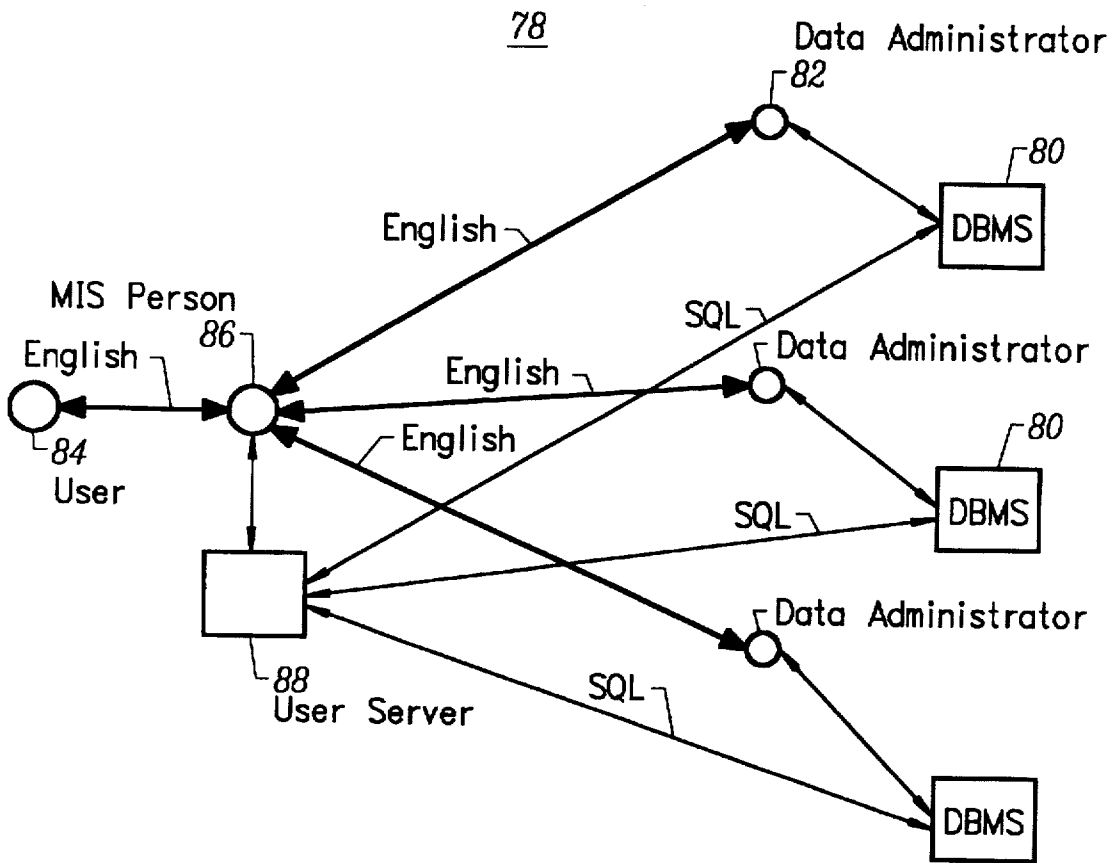 78
Data Administrator
82
80
DBMS
English
MIS Person
86
SQL
English
Data Administrator
English
84
User
English
80
DBMS
SQL
Data Administrator
88
User Server
SQL
DBMS